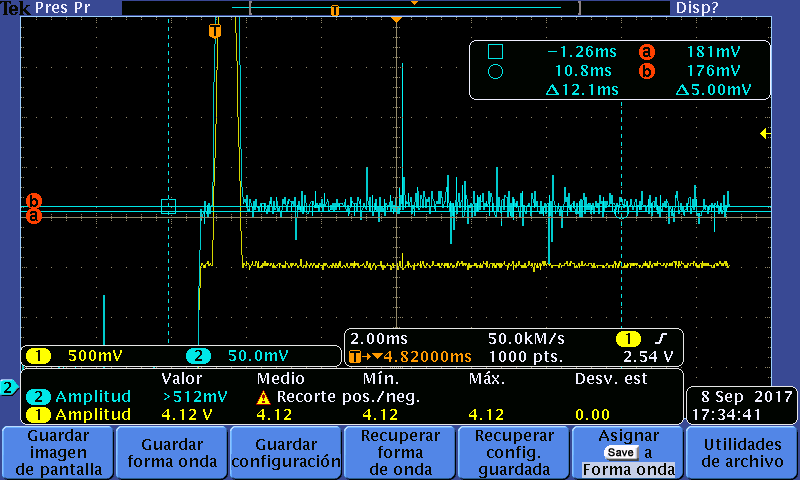 Tek Pres Pr Disp?
T
T
□ −1.26ms a 181mV
○ 10.8ms b 176mV
Δ12.1ms Δ5.00mV
b
a
1 500mV 2 50.0mV
2.00ms 50.0kM/s 1
T→▼4.82000ms 1000 pts. 2.54 V
2
Valor Medio Mín. Máx. Desv. est
2 Amplitud >512mV Recorte pos./neg.
1 Amplitud 4.12 V 4.12 4.12 4.12 0.00
8 Sep 2017
17:34:41
Guardar
imagen
de pantalla
Guardar
forma onda
Guardar
configuración
Recuperar
forma
de onda
Recuperar
config.
guardada
Asignar
Save a
Forma onda
Utilidades
de archivo